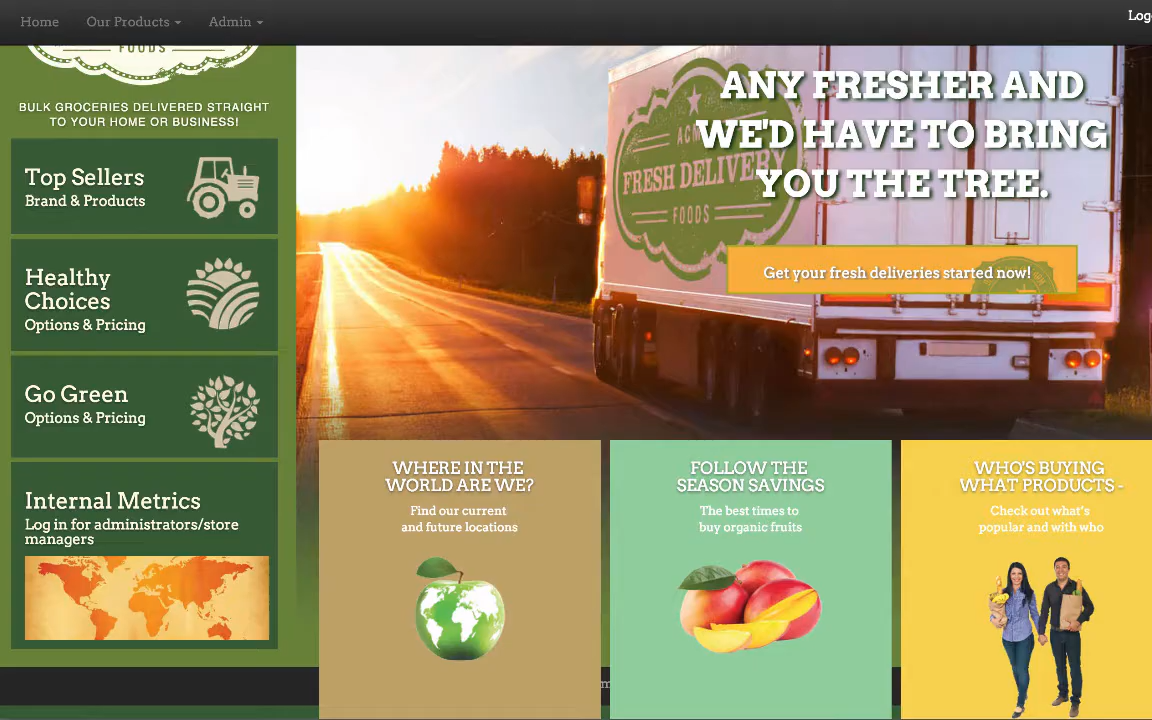 Home
Our Products
Admin
FOODS
BULK GROCERIES DELIVERED STRAIGHT
TO YOUR HOME OR BUSINESS!
Top Sellers
Brand & Products
Healthy
Choices
Options & Pricing
Go Green
Options & Pricing
Internal Metrics
Log in for administrators/store
managers
ANY FRESHER AND
WE'D HAVE TO BRING
YOU THE TREE.
FRESH DELIVERY
FOODS
Get your fresh deliveries started now!
WHERE IN THE
WORLD ARE WE?
Find our current
and future locations
FOLLOW THE
SEASON SAVINGS
The best times to
buy organic fruits
WHO'S BUYING
WHAT PRODUCTS -
Check out what's
popular and with who